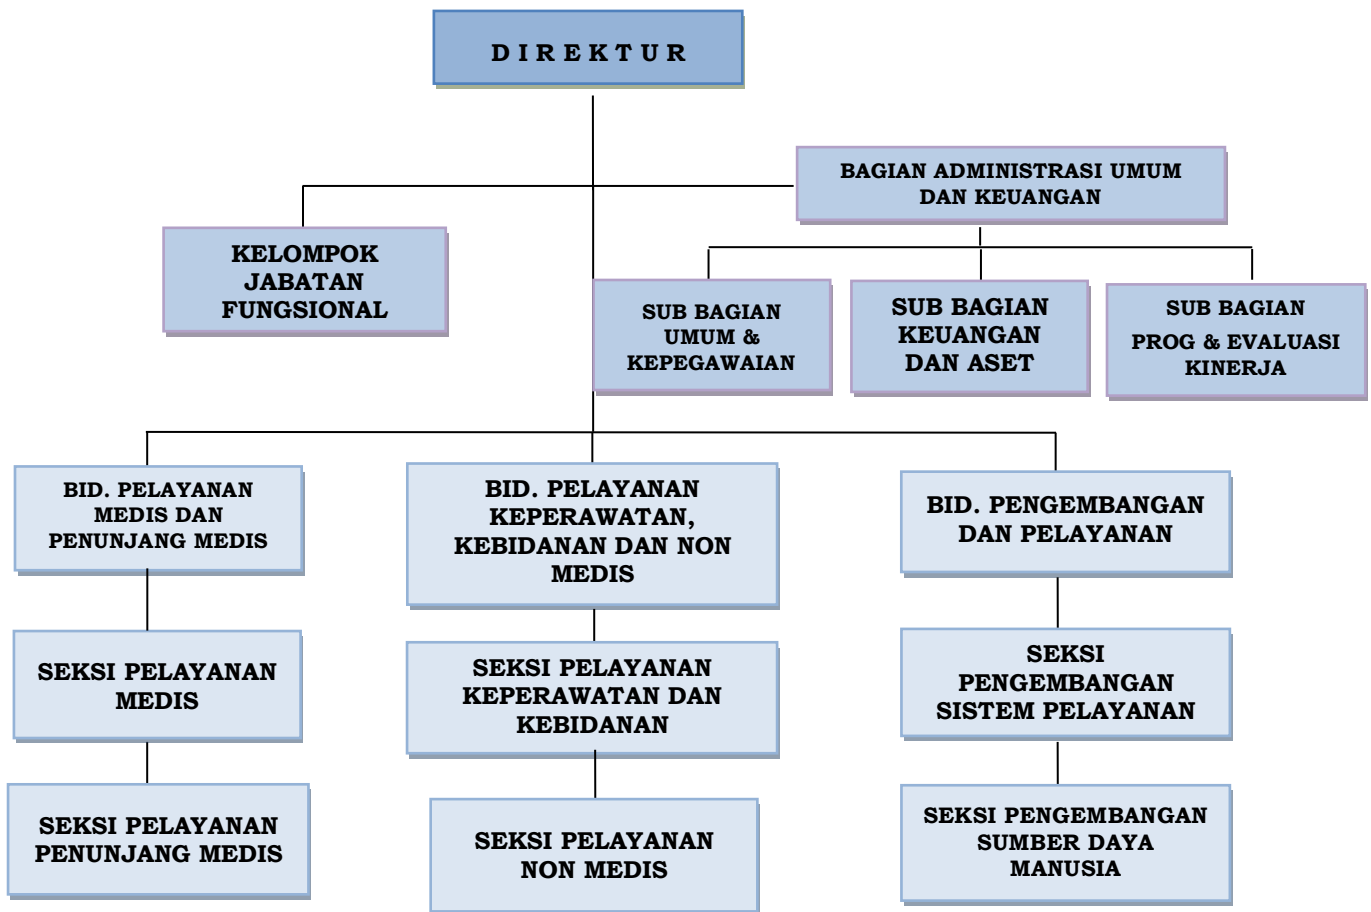 D I R E K T U R
BAGIAN ADMINISTRASI UMUM
DAN KEUANGAN
KELOMPOK
JABATAN
FUNGSIONAL
SUB BAGIAN
UMUM &
KEPEGAWAIAN
SUB BAGIAN
KEUANGAN
DAN ASET
SUB BAGIAN
PROG & EVALUASI
KINERJA
BID. PELAYANAN
MEDIS DAN
PENUNJANG MEDIS
BID. PELAYANAN
KEPERAWATAN,
KEBIDANAN DAN NON
MEDIS
BID. PENGEMBANGAN
DAN PELAYANAN
SEKSI PELAYANAN
MEDIS
SEKSI PELAYANAN
KEPERAWATAN DAN
KEBIDANAN
SEKSI
PENGEMBANGAN
SISTEM PELAYANAN
SEKSI PELAYANAN
PENUNJANG MEDIS
SEKSI PELAYANAN
NON MEDIS
SEKSI PENGEMBANGAN
SUMBER DAYA
MANUSIA